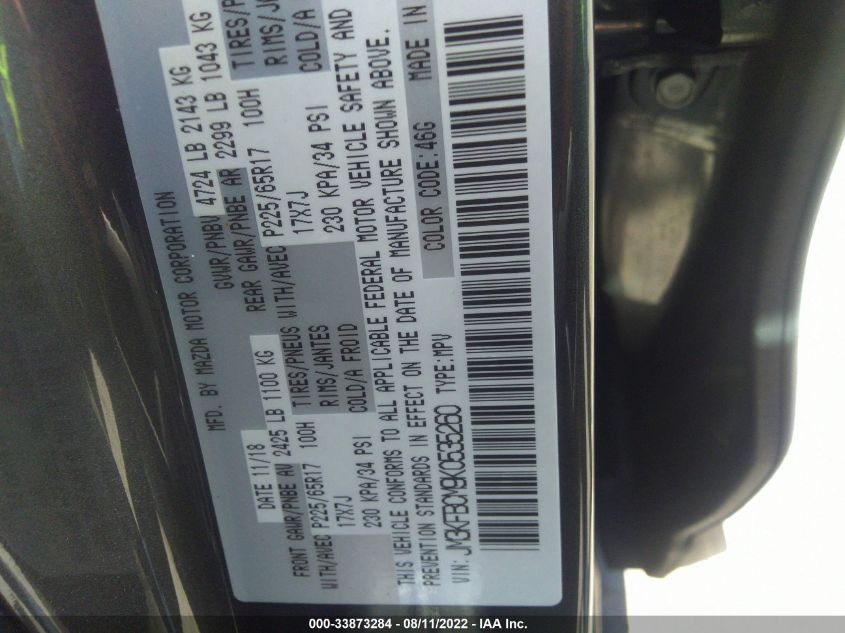 MFD. BY MAZDA MOTOR CORPORATION
DATE 11/18 GVWR/PNBV 4724 LB 2143 KG
FRONT GAWR/PNBE AV 2425 LB 1100 KG REAR GAWR/PNBE AR 2299 LB 1043 KG
WITH/AVEC P225/65R17 100H TIRES/PNEUS WITH/AVEC P225/65R17 100H TIRES/P
17X7J RIMS/JANTES 17X7J RIMS/JA
230 KPA/34 PSI COLD/A FROID 230 KPA/34 PSI COLD/A
THIS VEHICLE CONFORMS TO ALL APPLICABLE FEDERAL MOTOR VEHICLE SAFETY AND
PREVENTION STANDARDS IN EFFECT ON THE DATE OF MANUFACTURE SHOWN ABOVE.
VIN: JM3KFBCM9K0535260 TYPE:MPV COLOR CODE:46G MADE IN
000-33873284 - 08/11/2022 - IAA Inc.